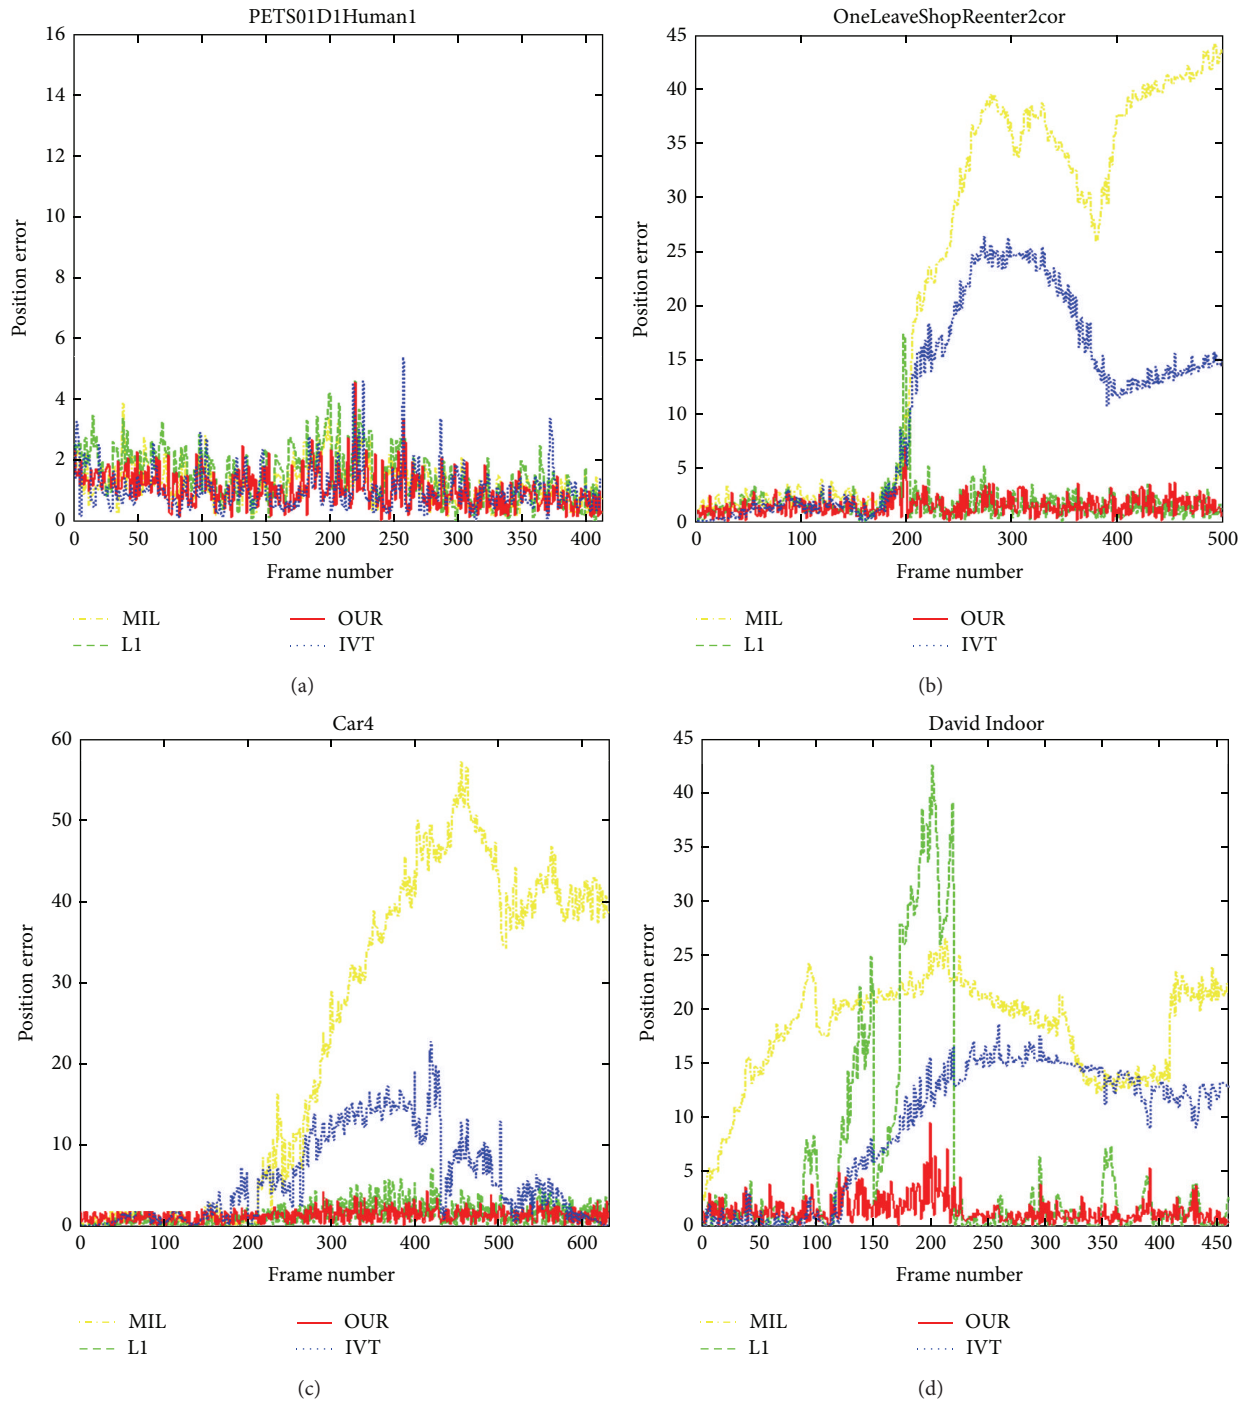 PETS01D1Human1
16
14
12
10
8
6
4
2
0
Position error
0 50 100 150 200 250 300 350 400
Frame number
MIL
L1
OUR
IVT
(a)
OneLeaveShopReenter2cor
45
40
35
30
25
20
15
10
5
0
Position error
0 100 200 300 400 500
Frame number
MIL
L1
OUR
IVT
(b)
Car4
60
50
40
30
20
10
0
Position error
0 100 200 300 400 500 600
Frame number
MIL
L1
OUR
IVT
(c)
David Indoor
45
40
35
30
25
20
15
10
5
0
Position error
0 50 100 150 200 250 300 350 400 450
Frame number
MIL
L1
OUR
IVT
(d)